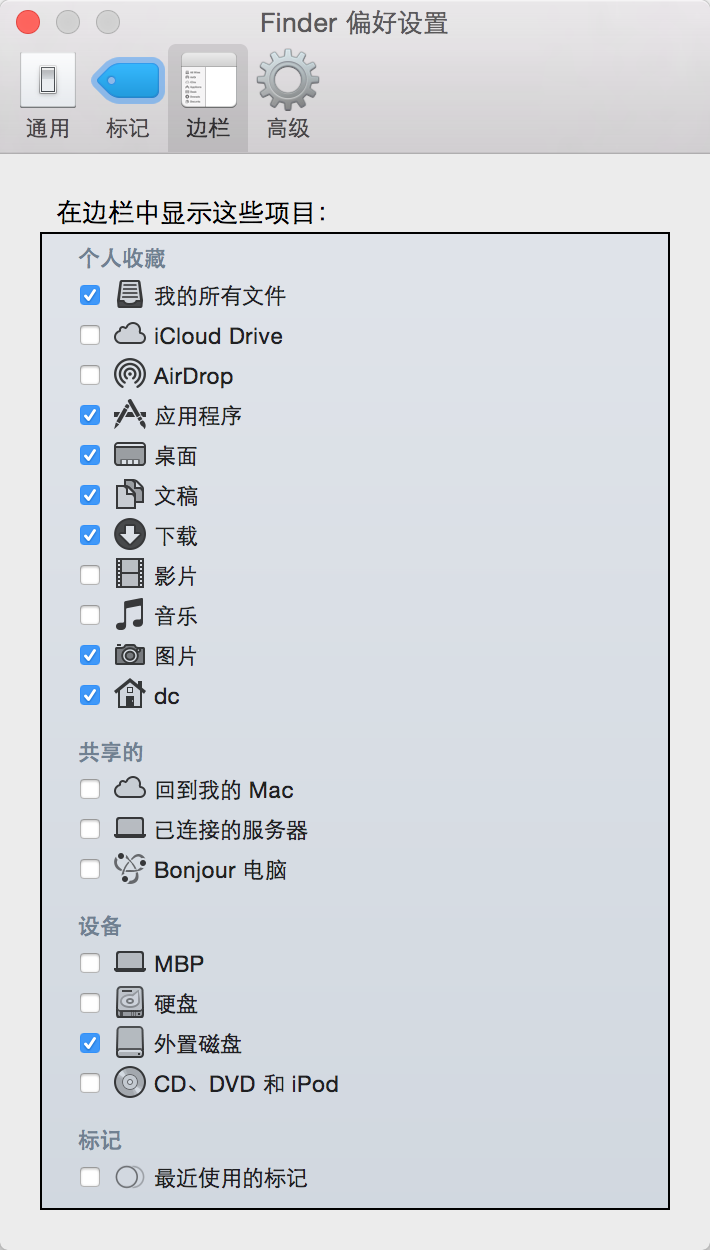 Finder 偏好设置
通用 标记 边栏 高级
在边栏中显示这些项目：
个人收藏
我的所有文件
iCloud Drive
AirDrop
应用程序
桌面
文稿
下载
影片
音乐
图片
dc
共享的
回到我的 Mac
已连接的服务器
Bonjour 电脑
设备
MBP
硬盘
外置磁盘
CD、DVD 和 iPod
标记
最近使用的标记